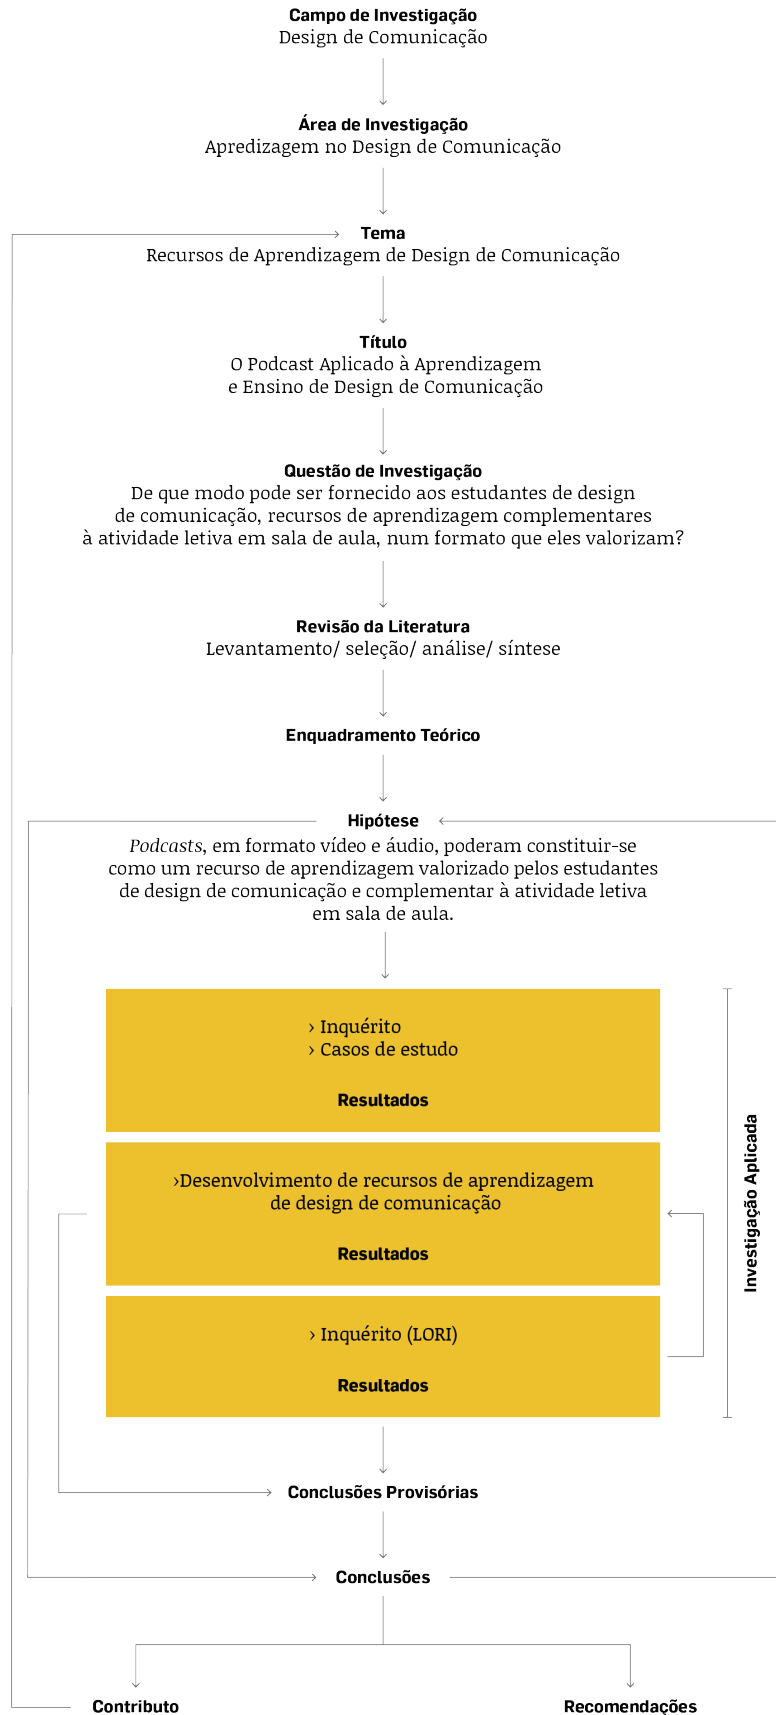 Campo de Investigação
Design de Comunicação
Área de Investigação
Apredizagem no Design de Comunicação
Tema
Recursos de Aprendizagem de Design de Comunicação
Título
O Podcast Aplicado à Aprendizagem
e Ensino de Design de Comunicação
Questão de Investigação
De que modo pode ser fornecido aos estudantes de design
de comunicação, recursos de aprendizagem complementares
à atividade letiva em sala de aula, num formato que eles valorizam?
Revisão da Literatura
Levantamento/ seleção/ análise/ síntese
Enquadramento Teórico
Hipótese
Podcasts, em formato vídeo e áudio, poderam constituir-se
como um recurso de aprendizagem valorizado pelos estudantes
de design de comunicação e complementar à atividade letiva
em sala de aula.
› Inquérito
› Casos de estudo
Resultados
›Desenvolvimento de recursos de aprendizagem
de design de comunicação
Resultados
› Inquérito (LORI)
Resultados
Investigação Aplicada
Conclusões Provisórias
Conclusões
Contributo
Recomendações